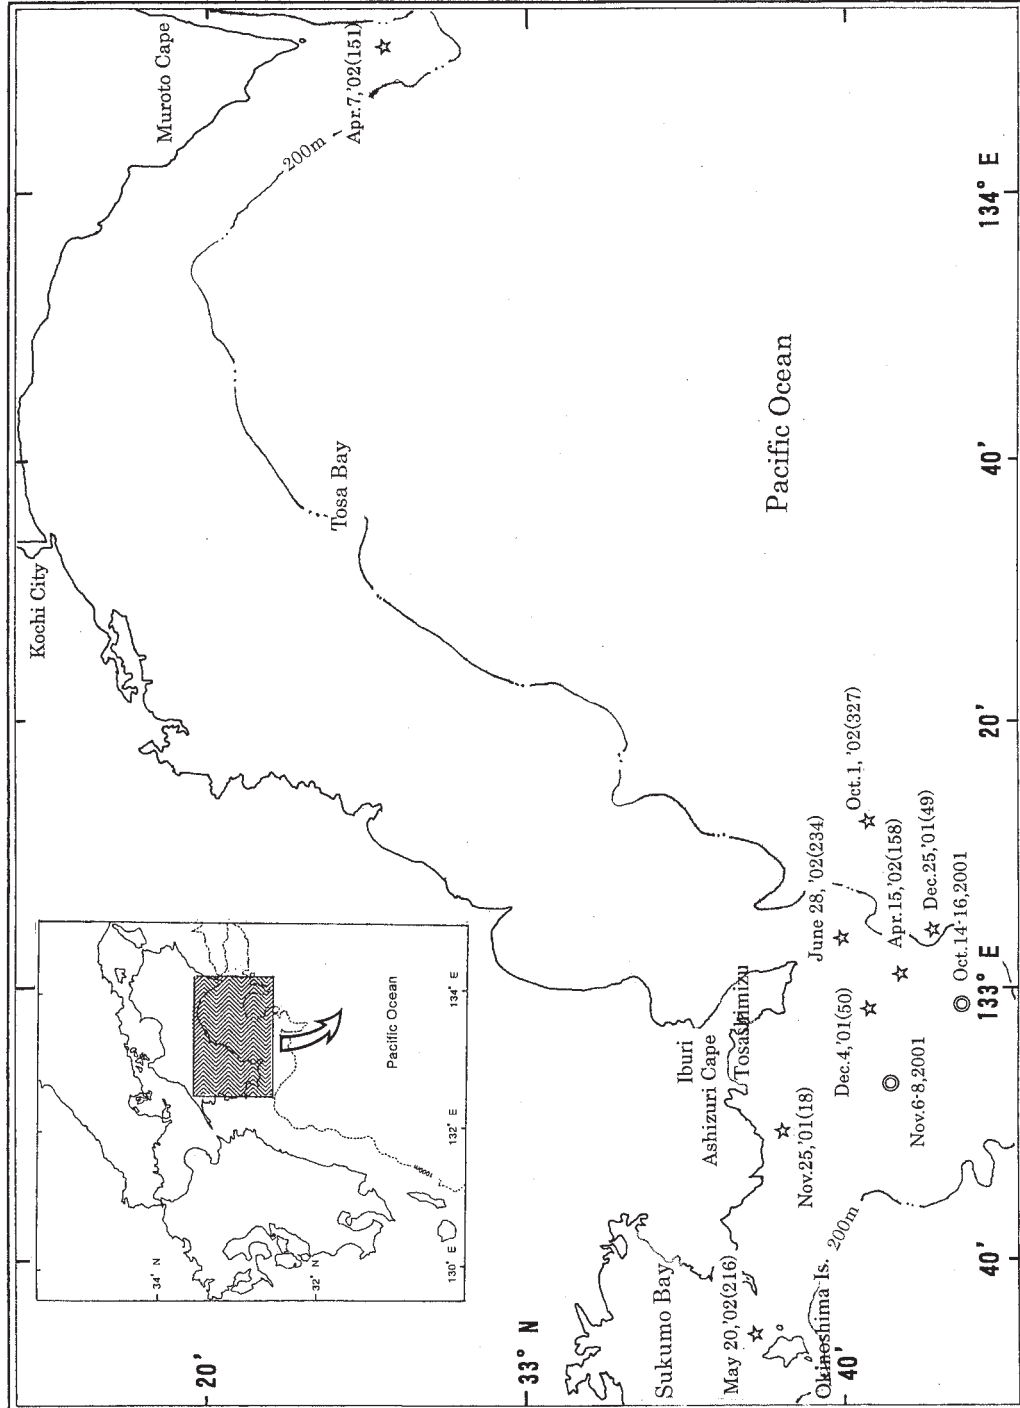 Muroto Cape
Apr.7,'02(151)
200m
Kochi City
Tosa Bay
Pacific Ocean
134° E
40'
20'
133° E
40'
20'
33° N
40'
Oct.1, '02(327)
June 28, '02(234)
Apr.15,'02(158)
Dec.25,'01(49)
Oct.14-16,2001
Dec.4,'01(50)
Nov.6-8,2001
Nov.25,'01(18)
Iburi
Ashizuri Cape
Tosashimizu
Sukumo Bay
May 20,'02(216)
Okinoshima Is.
200m
34° N
32° N
130° E
132° E
134° E
Pacific Ocean